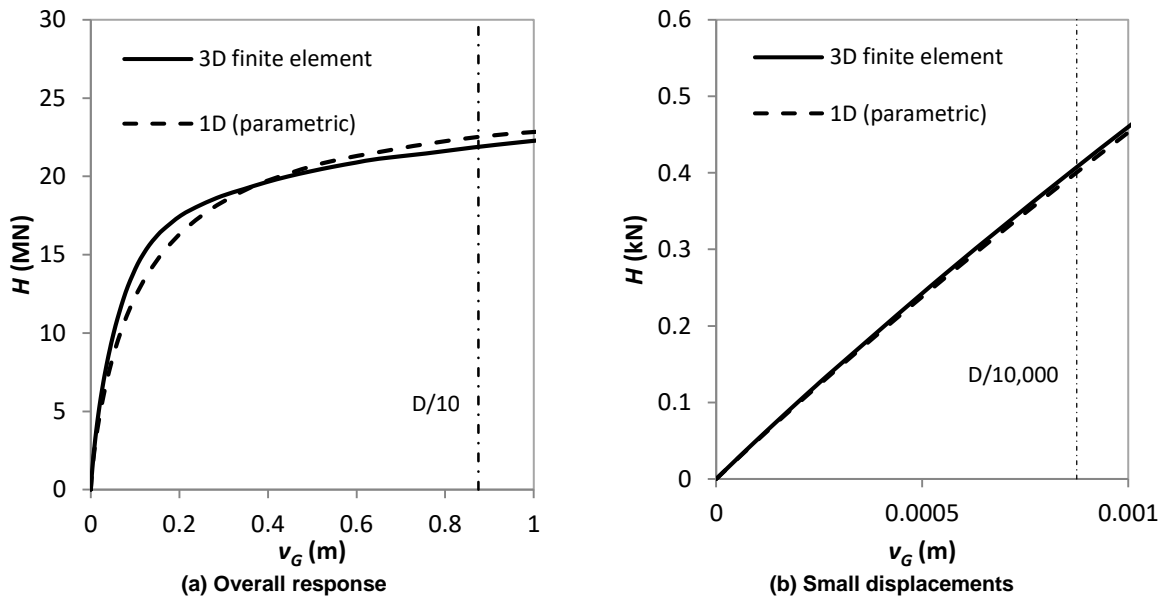 30
25
20
15
10
5
0
H (MN)
3D finite element
1D (parametric)
D/10
0 0.2 0.4 0.6 0.8 1
v_G (m)
(a) Overall response
0.6
0.5
0.4
0.3
0.2
0.1
0
H (kN)
3D finite element
1D (parametric)
D/10,000
0 0.0005 0.001
v_G (m)
(b) Small displacements